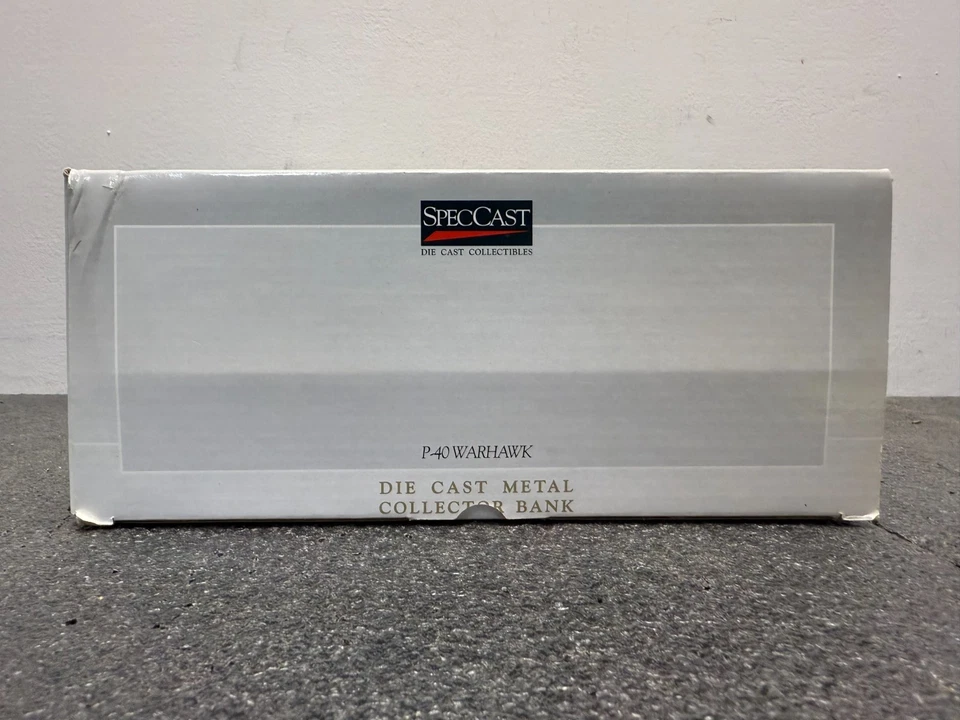 SPECCAST
DIE CAST COLLECTIBLES
P-40 WARHAWK
DIE CAST METAL
COLLECTOR BANK